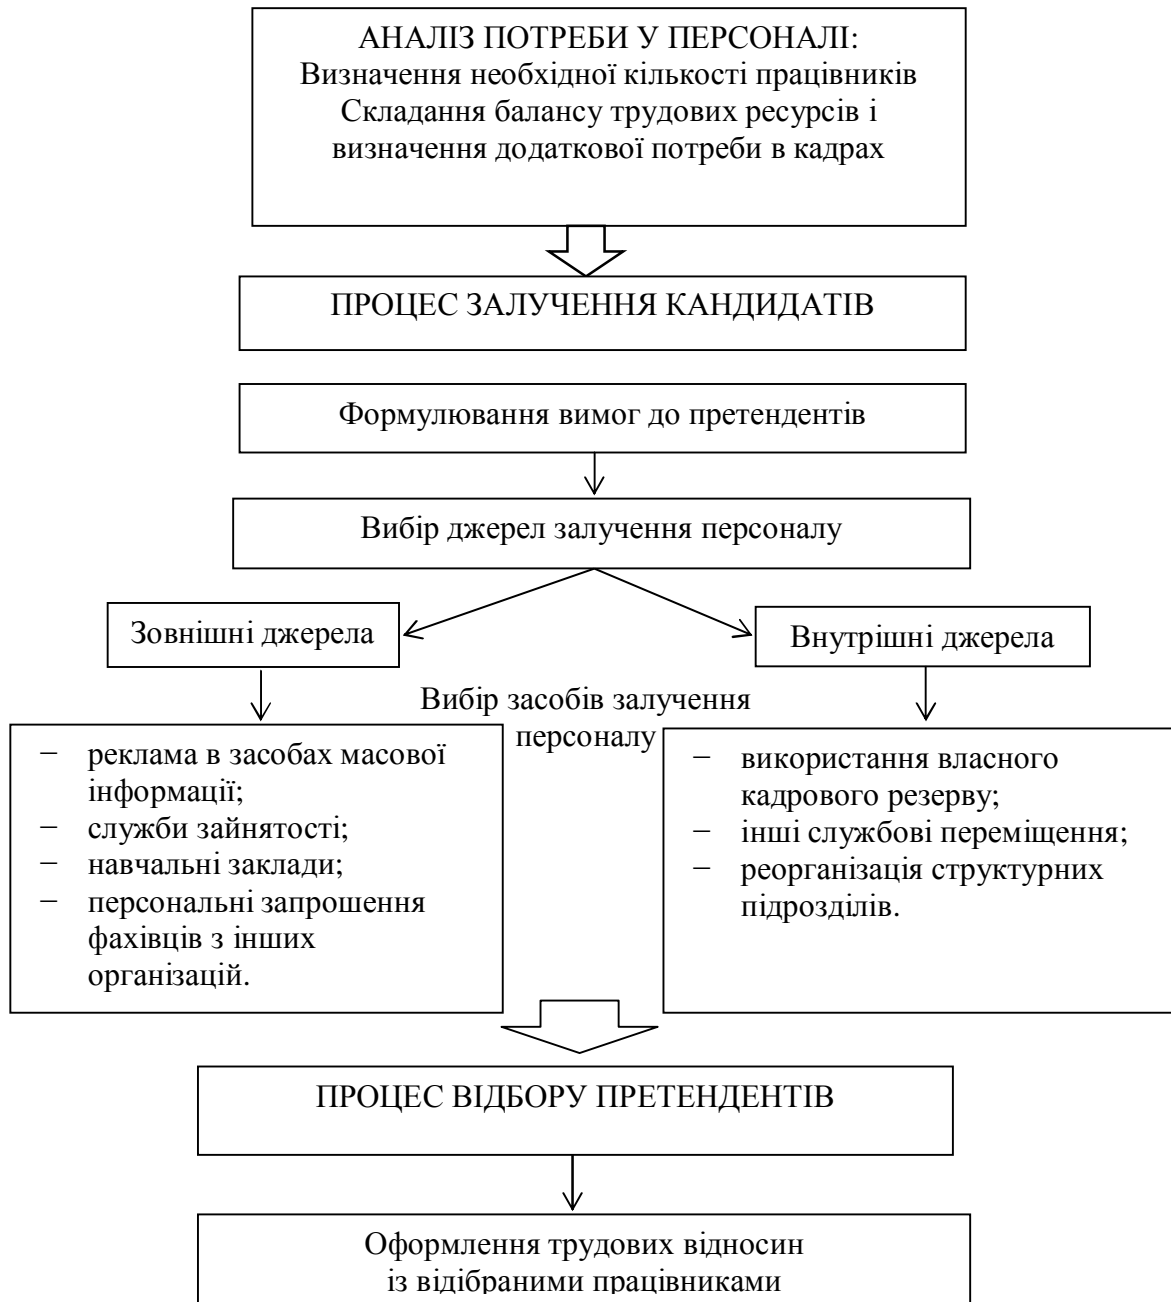 АНАЛІЗ ПОТРЕБИ У ПЕРСОНАЛІ:
Визначення необхідної кількості працівників
Складання балансу трудових ресурсів і
визначення додаткової потреби в кадрах
ПРОЦЕС ЗАЛУЧЕННЯ КАНДИДАТІВ
Формулювання вимог до претендентів
Вибір джерел залучення персоналу
Зовнішні джерела
Внутрішні джерела
Вибір засобів залучення
персоналу
− реклама в засобах масової
інформації;
− служби зайнятості;
− навчальні заклади;
− персональні запрошення
фахівців з інших
організацій.
− використання власного
кадрового резерву;
− інші службові переміщення;
− реорганізація структурних
підрозділів.
ПРОЦЕС ВІДБОРУ ПРЕТЕНДЕНТІВ
Оформлення трудових відносин
із відібраними працівниками